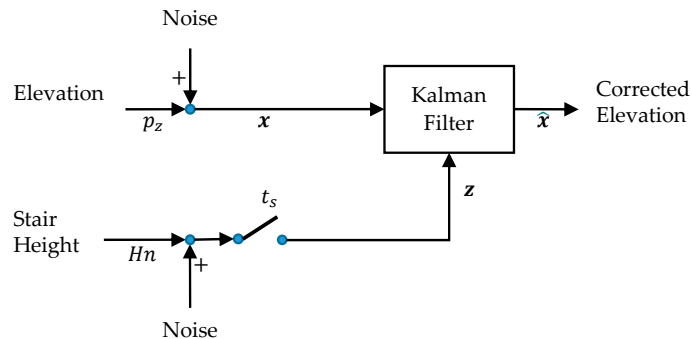 Noise
+
Elevation
p_z
x
Kalman
Filter
x̂
Corrected
Elevation
z
t_s
Stair
Height
Hn
+
Noise